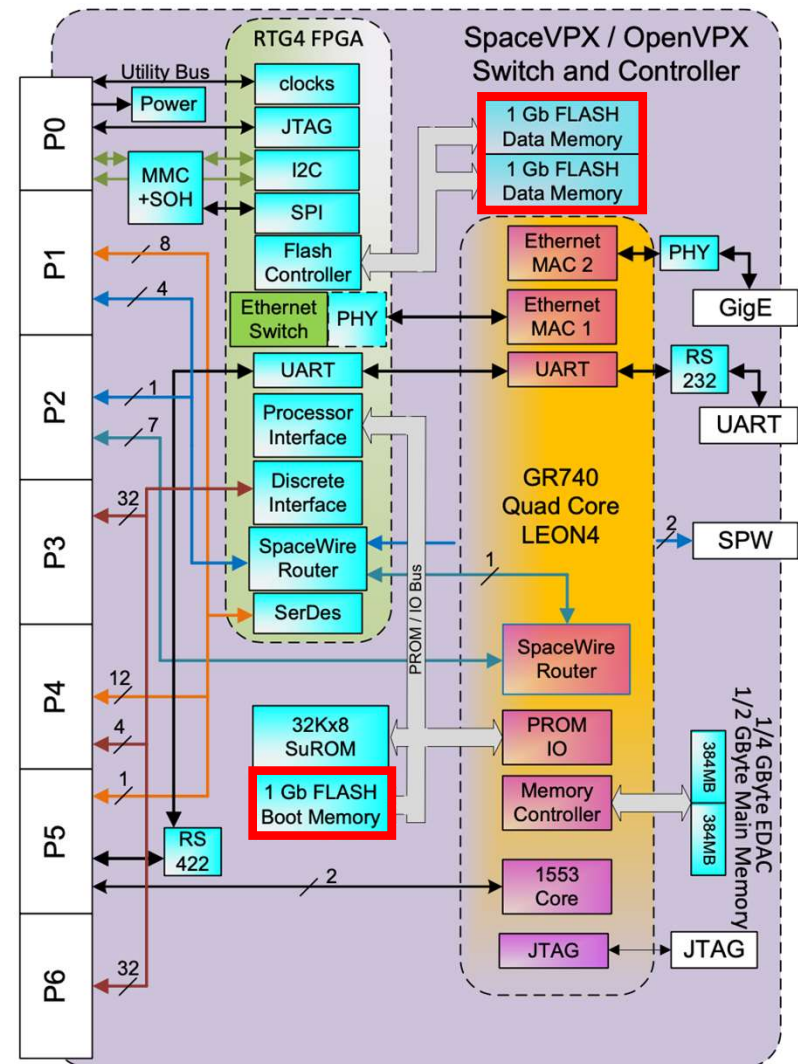 SpaceVPX / OpenVPX
Switch and Controller
RTG4 FPGA
Utility Bus
clocks
Power
JTAG
I2C
MMC
+SOH
SPI
Flash
Controller
Ethernet
Switch
PHY
UART
Processor
Interface
Discrete
Interface
SpaceWire
Router
SerDes
P0
P1
P2
P3
P4
P5
P6
8
4
1
7
32
12
4
1
32
1 Gb FLASH
Data Memory
1 Gb FLASH
Data Memory
Ethernet
MAC 2
PHY
GigE
Ethernet
MAC 1
UART
RS
232
UART
GR740
Quad Core
LEON4
2
SPW
1
SpaceWire
Router
PROM / IO Bus
32Kx8
SuROM
1 Gb FLASH
Boot Memory
PROM
IO
Memory
Controller
384MB
384MB
1/4 GByte EDAC
1/2 GByte Main Memory
RS
422
2
1553
Core
JTAG
JTAG